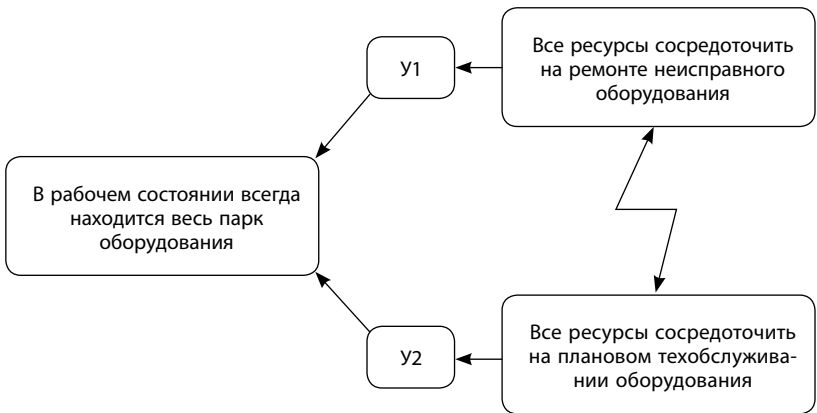 Все ресурсы сосредоточить
на ремонте неисправного
оборудования
У1
В рабочем состоянии всегда
находится весь парк
оборудования
У2
Все ресурсы сосредоточить
на плановом техобслужива-
нии оборудования